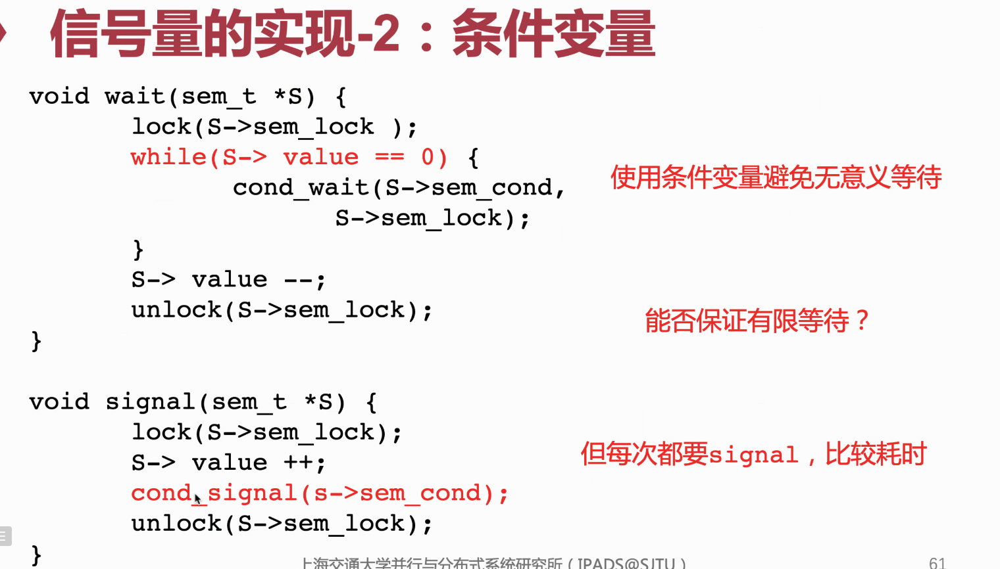 信号量的实现-2：条件变量
void wait(sem_t *S) {
lock(S->sem_lock );
while(S-> value == 0) {
使用条件变量避免无意义等待
cond_wait(S->sem_cond,
S->sem_lock);
}
S-> value --;
unlock(S->sem_lock);
能否保证有限等待？
}
void signal(sem_t *S) {
lock(S->sem_lock);
但每次都要signal，比较耗时
S-> value ++;
cond_signal(s->sem_cond);
unlock(S->sem_lock);
}
上海交通大学并行与分布式系统研究所（IPADS@SJTU）
61